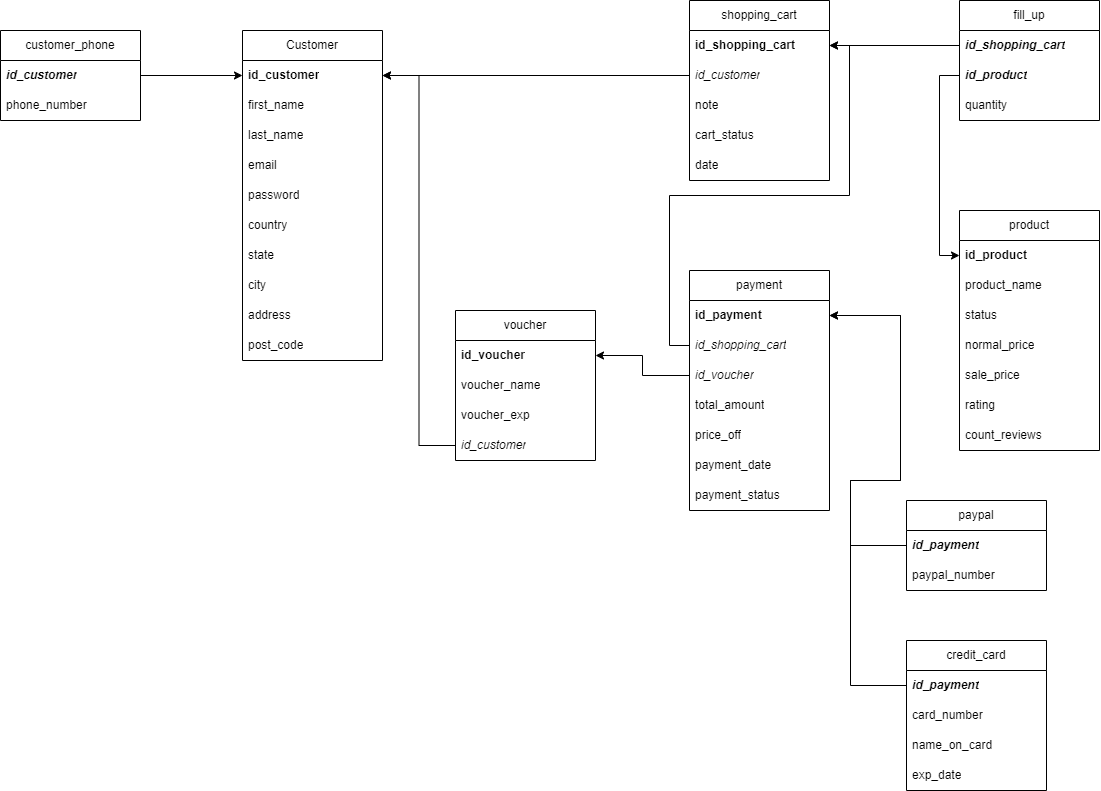 customer_phone
id_customer
phone_number
Customer
id_customer
first_name
last_name
email
password
country
state
city
address
post_code
shopping_cart
id_shopping_cart
id_customer
note
cart_status
date
fill_up
id_shopping_cart
id_product
quantity
voucher
id_voucher
voucher_name
voucher_exp
id_customer
payment
id_payment
id_shopping_cart
id_voucher
total_amount
price_off
payment_date
payment_status
product
id_product
product_name
status
normal_price
sale_price
rating
count_reviews
paypal
id_payment
paypal_number
credit_card
id_payment
card_number
name_on_card
exp_date